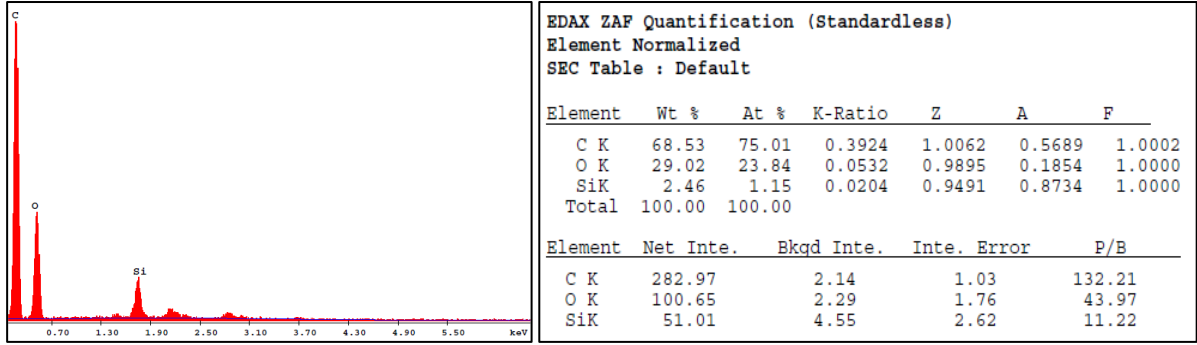 C
O
Si
0.70 1.30 1.90 2.50 3.10 3.70 4.30 4.90 5.50 keV
EDAX ZAF Quantification (Standardless)
Element Normalized
SEC Table : Default
Element Wt % At % K-Ratio Z A F
C K 68.53 75.01 0.3924 1.0062 0.5689 1.0002
O K 29.02 23.84 0.0532 0.9895 0.1854 1.0000
SiK 2.46 1.15 0.0204 0.9491 0.8734 1.0000
Total 100.00 100.00
Element Net Inte. Bkgd Inte. Inte. Error P/B
C K 282.97 2.14 1.03 132.21
O K 100.65 2.29 1.76 43.97
SiK 51.01 4.55 2.62 11.22